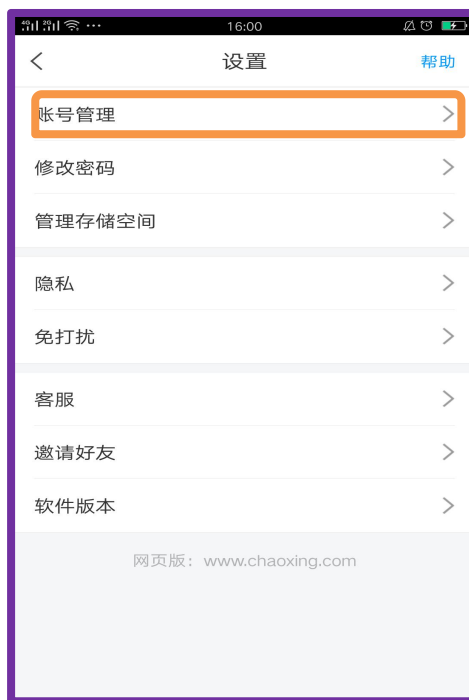 4G 2G 16:00
设置 帮助
账号管理
修改密码
管理存储空间
隐私
免打扰
客服
邀请好友
软件版本
网页版：www.chaoxing.com